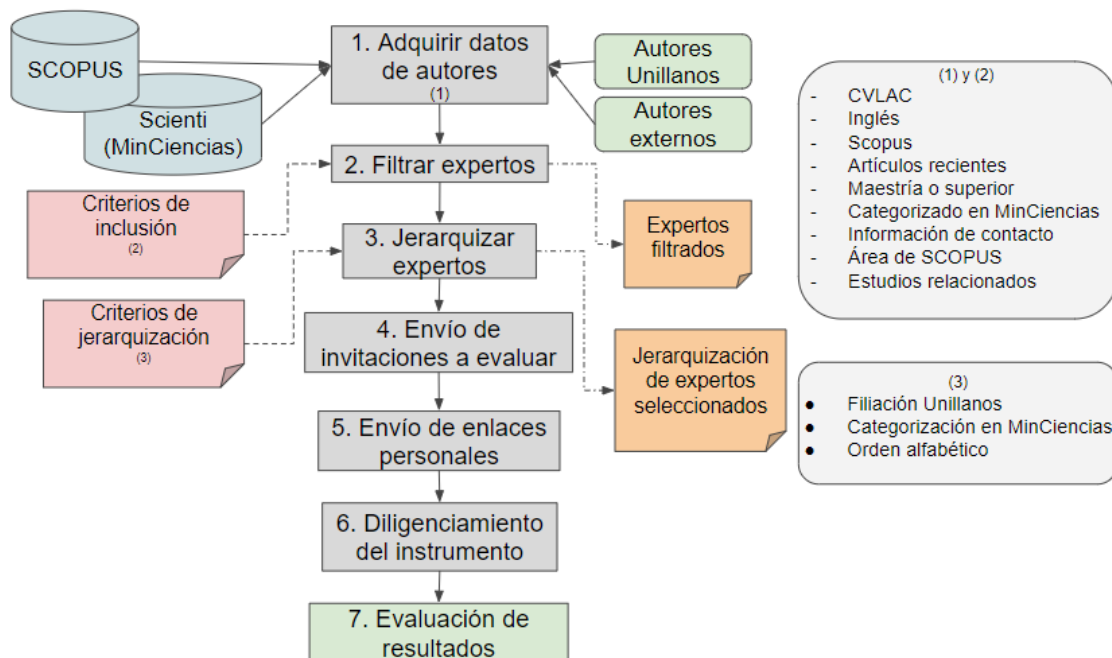 SCOPUS
Scienti
(MinCiencias)
1. Adquirir datos
de autores
(1)
Autores
Unillanos
Autores
externos
2. Filtrar expertos
Criterios de
inclusión
(2)
Expertos
filtrados
3. Jerarquizar
expertos
Criterios de
jerarquización
(3)
4. Envío de
invitaciones a evaluar
Jerarquización
de expertos
seleccionados
5. Envío de enlaces
personales
6. Diligenciamiento
del instrumento
7. Evaluación de
resultados
(1) y (2)
- CVLAC
- Inglés
- Scopus
- Artículos recientes
- Maestría o superior
- Categorizado en MinCiencias
- Información de contacto
- Área de SCOPUS
- Estudios relacionados
(3)
● Filiación Unillanos
● Categorización en MinCiencias
● Orden alfabético